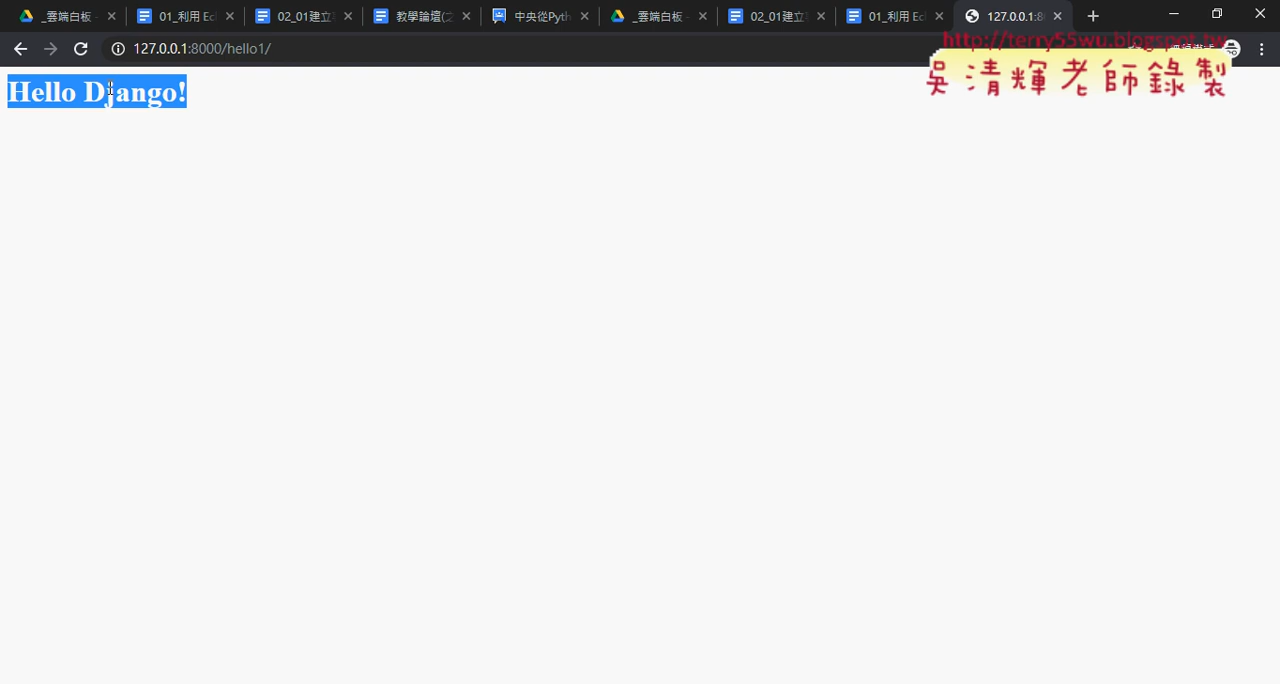 _雲端白板 -
01_利用 Ecl
02_01建立
教學論壇(之
中央從Pyth
_雲端白板 -
02_01建立
01_利用 Ecl
127.0.0.1:8
127.0.0.1:8000/hello1/
http://terry55wu.blogspot.tw
吳清輝老師錄製
Hello Django!